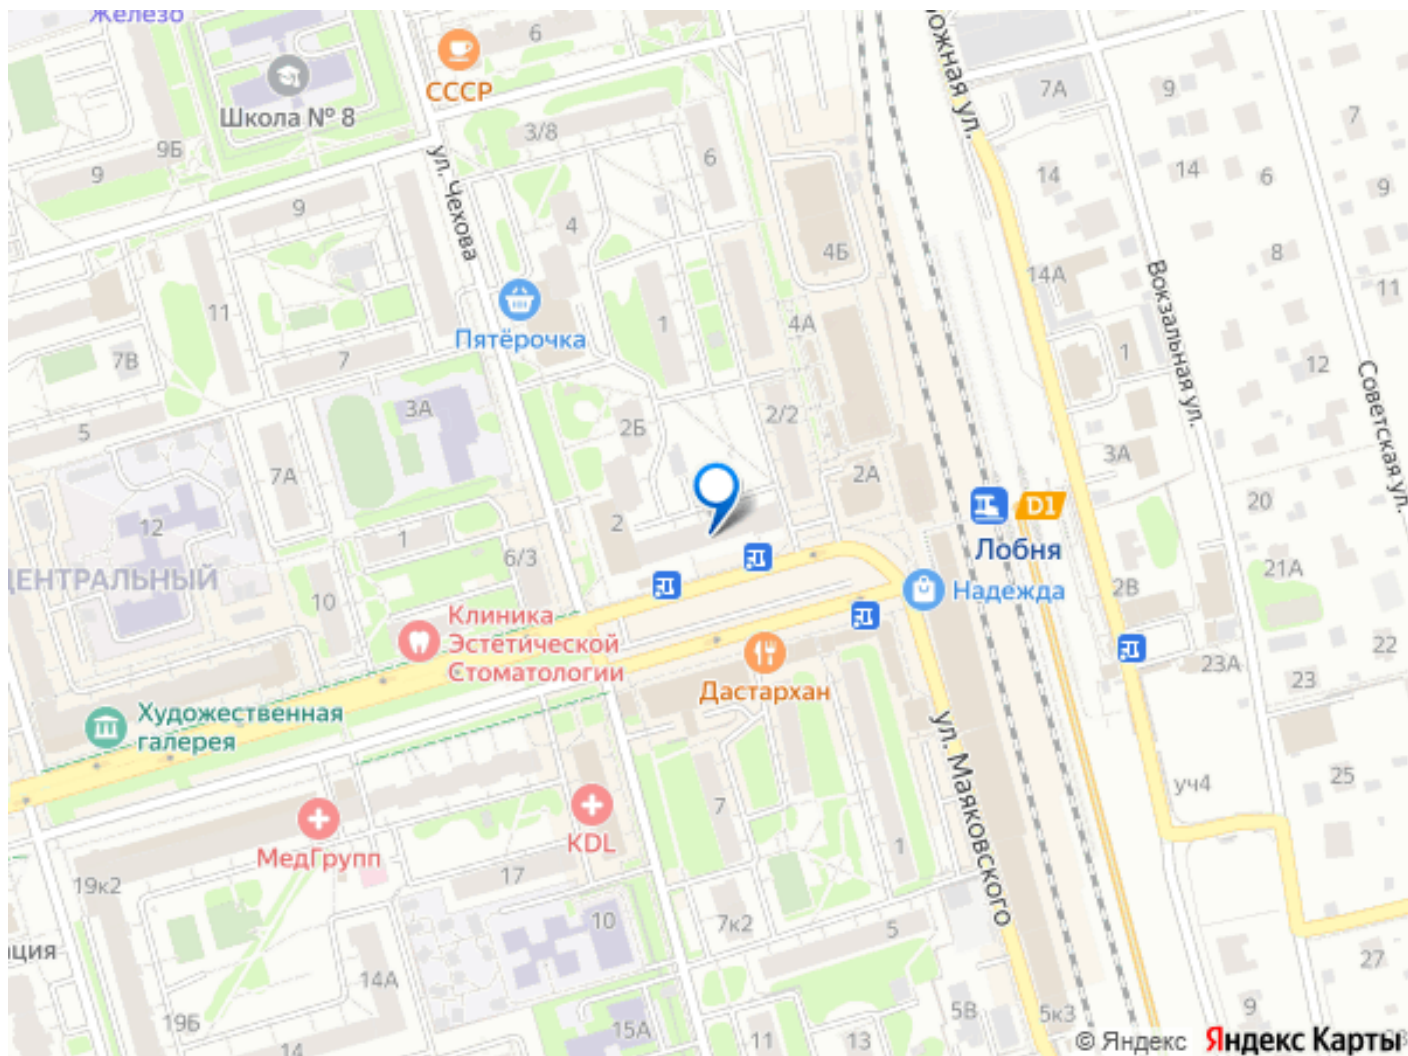 Железо
6
ожная ул.
СССР
7А
9
Школа № 8
3/8
7
9Б
6
ул. Чехова
14
14
6
9
9
9
4
4Б
8
14А
Вокзальная ул.
11
11
Пятёрочка
1
4А
7В
7
1
12
Советская ул.
3А
2/2
5
2Б
7А
3А
2А
20
12
2
D1
1
6/3
Лобня
ЦЕНТРАЛЬНЫЙ
21А
10
Надежда
2В
Клиника
Эстетической
Стоматологии
22
23А
Дастархан
23
Художественная
галерея
ул. Маяковского
25
уч4
7
KDL
МедГрупп
1
17
19к2
7к2
10
5
ация
27
14А
5В
9
5к3
19Б
15А
11
13
14
23
© Яндекс
Яндекс Карты